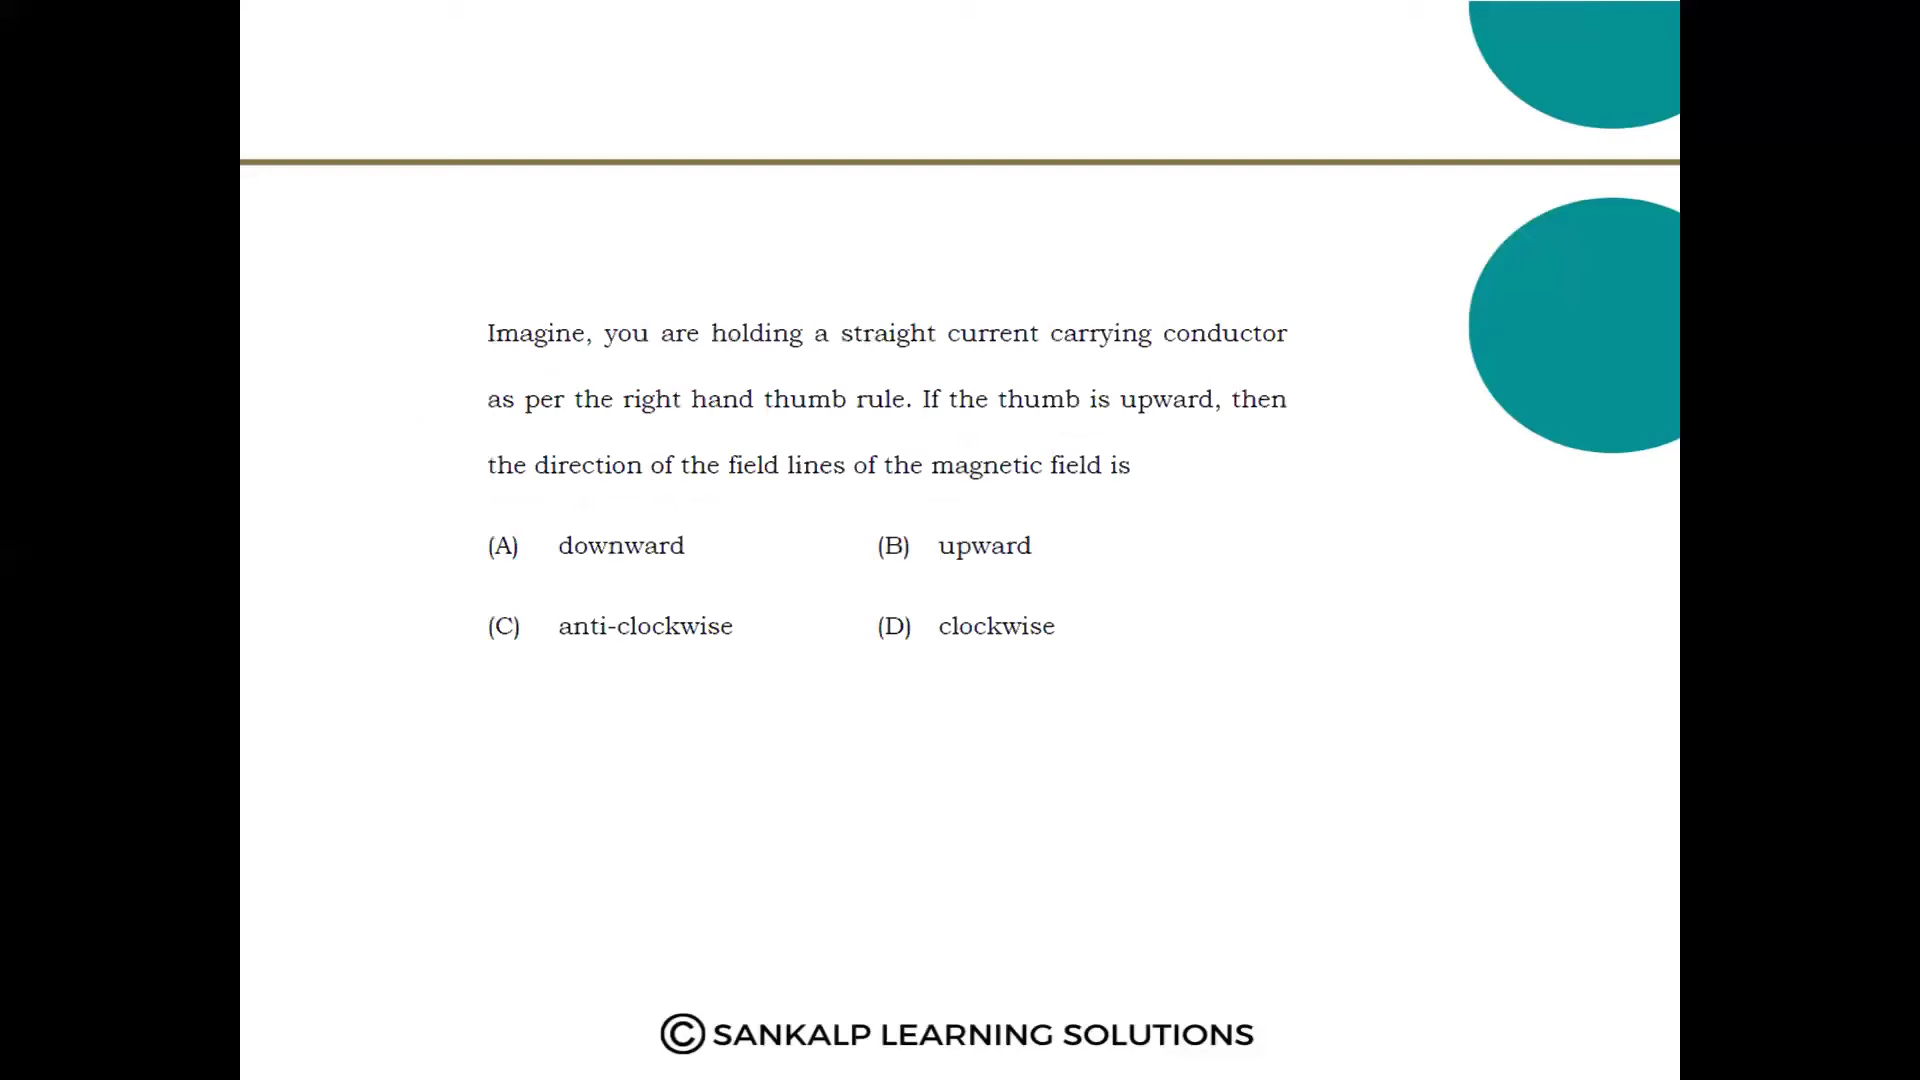 Imagine, you are holding a straight current carrying conductor
as per the right hand thumb rule. If the thumb is upward, then
the direction of the field lines of the magnetic field is
(A) downward (B) upward
(C) anti-clockwise (D) clockwise
© SANKALP LEARNING SOLUTIONS